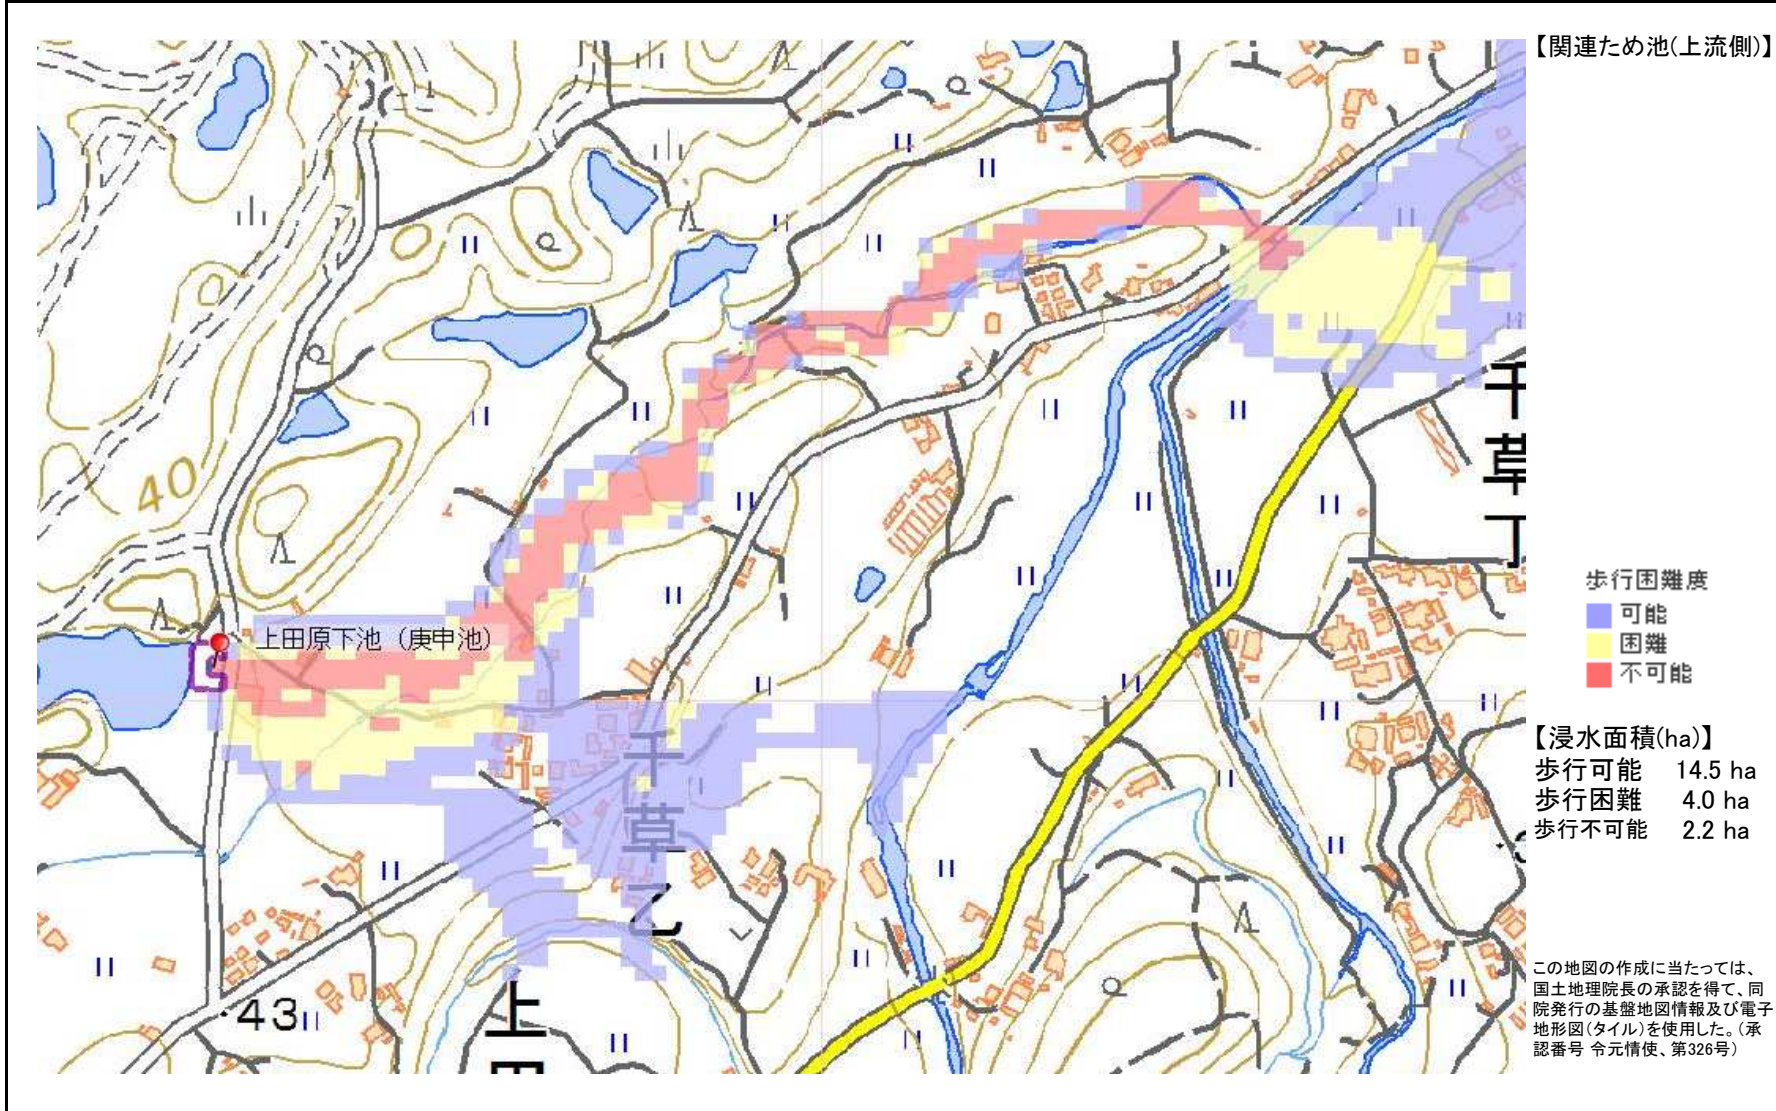 【関連ため池(上流側)】
40
上田原下池（庚申池）
千草丁
千草乙
43
上田
歩行困難度
可能
困難
不可能
【浸水面積(ha)】
歩行可能 14.5 ha
歩行困難 4.0 ha
歩行不可能 2.2 ha
この地図の作成に当たっては、
国土地理院長の承認を得て、同
院発行の基盤地図情報及び電子
地形図(タイル)を使用した。(承
認番号 令元情使、第326号)